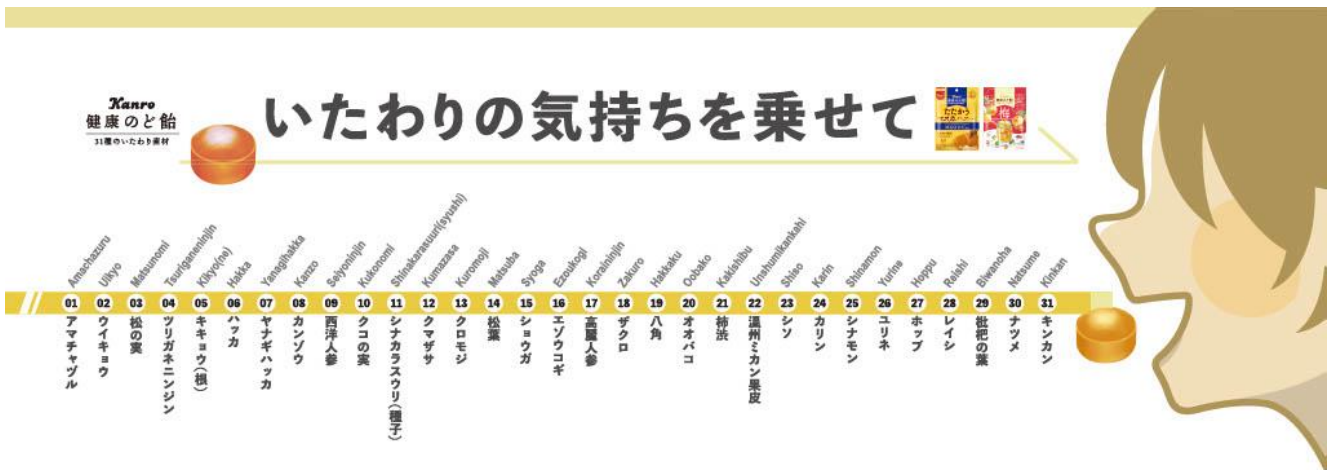 Kanro
健康のど飴
31種のいたわり素材
いたわりの気持ちを乗せて
Amachazuru
01
アマチャヅル
Uikyo
02
ウイキョウ
Matsunomi
03
松の実
Tsuriganeninjin
04
ツリガネニンジン
Kikyo(ne)
05
キキョウ(根)
Hakka
06
ハッカ
Yanagihakka
07
ヤナギハッカ
Kanzo
08
カンゾウ
Seiyoninjin
09
西洋人参
Kukonomi
10
クコの実
Shinakarasuuri(syushi)
11
シナカラスウリ(種子)
Kumazasa
12
クマザサ
Kuromoji
13
クロモジ
Matsuba
14
松葉
Syoga
15
ショウガ
Ezoukogi
16
エゾウコギ
Koraininjin
17
高麗人参
Zakuro
18
ザクロ
Hakkaku
19
八角
Oobako
20
オオバコ
Kakishibu
21
柿渋
Unshumikankahi
22
温州ミカン果皮
Shiso
23
シソ
Karin
24
カリン
Shinamon
25
シナモン
Yurine
26
ユリネ
Hoppu
27
ホップ
Reishi
28
レイシ
Biwanoha
29
枇杷の葉
Natsume
30
ナツメ
Kinkan
31
キンカン